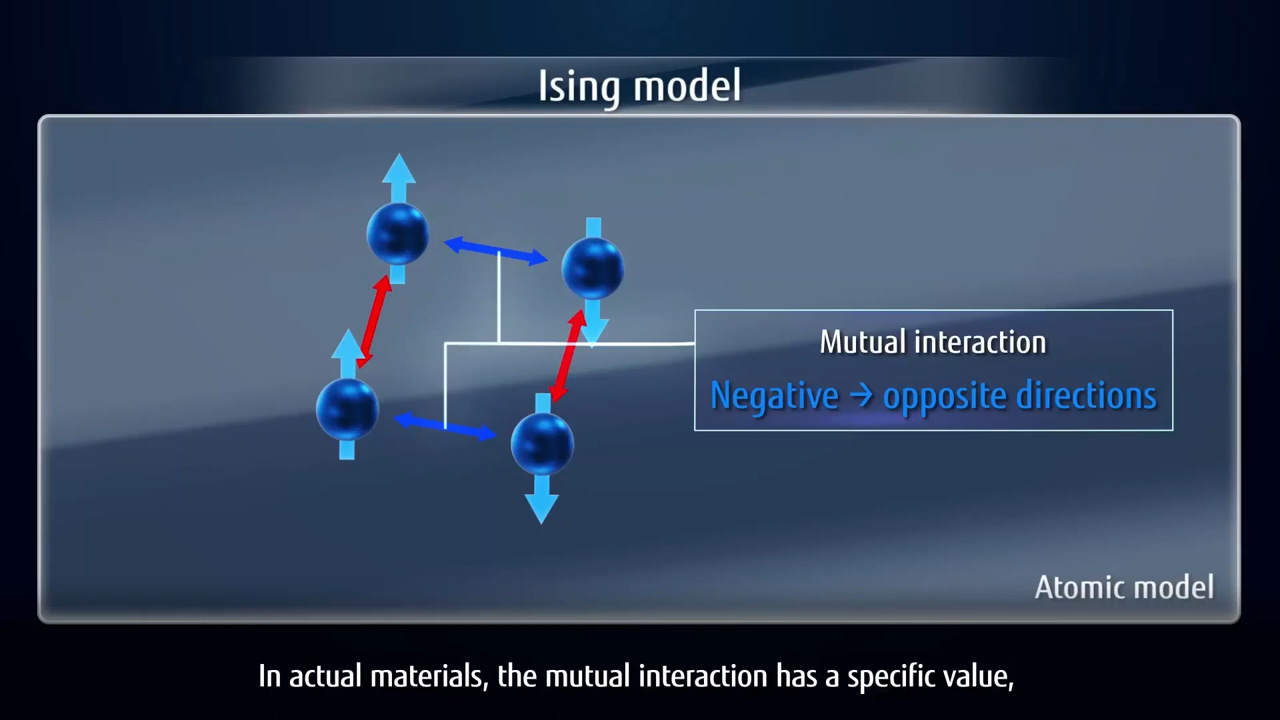 Ising model
Mutual interaction
Negative → opposite directions
Atomic model
In actual materials, the mutual interaction has a specific value,